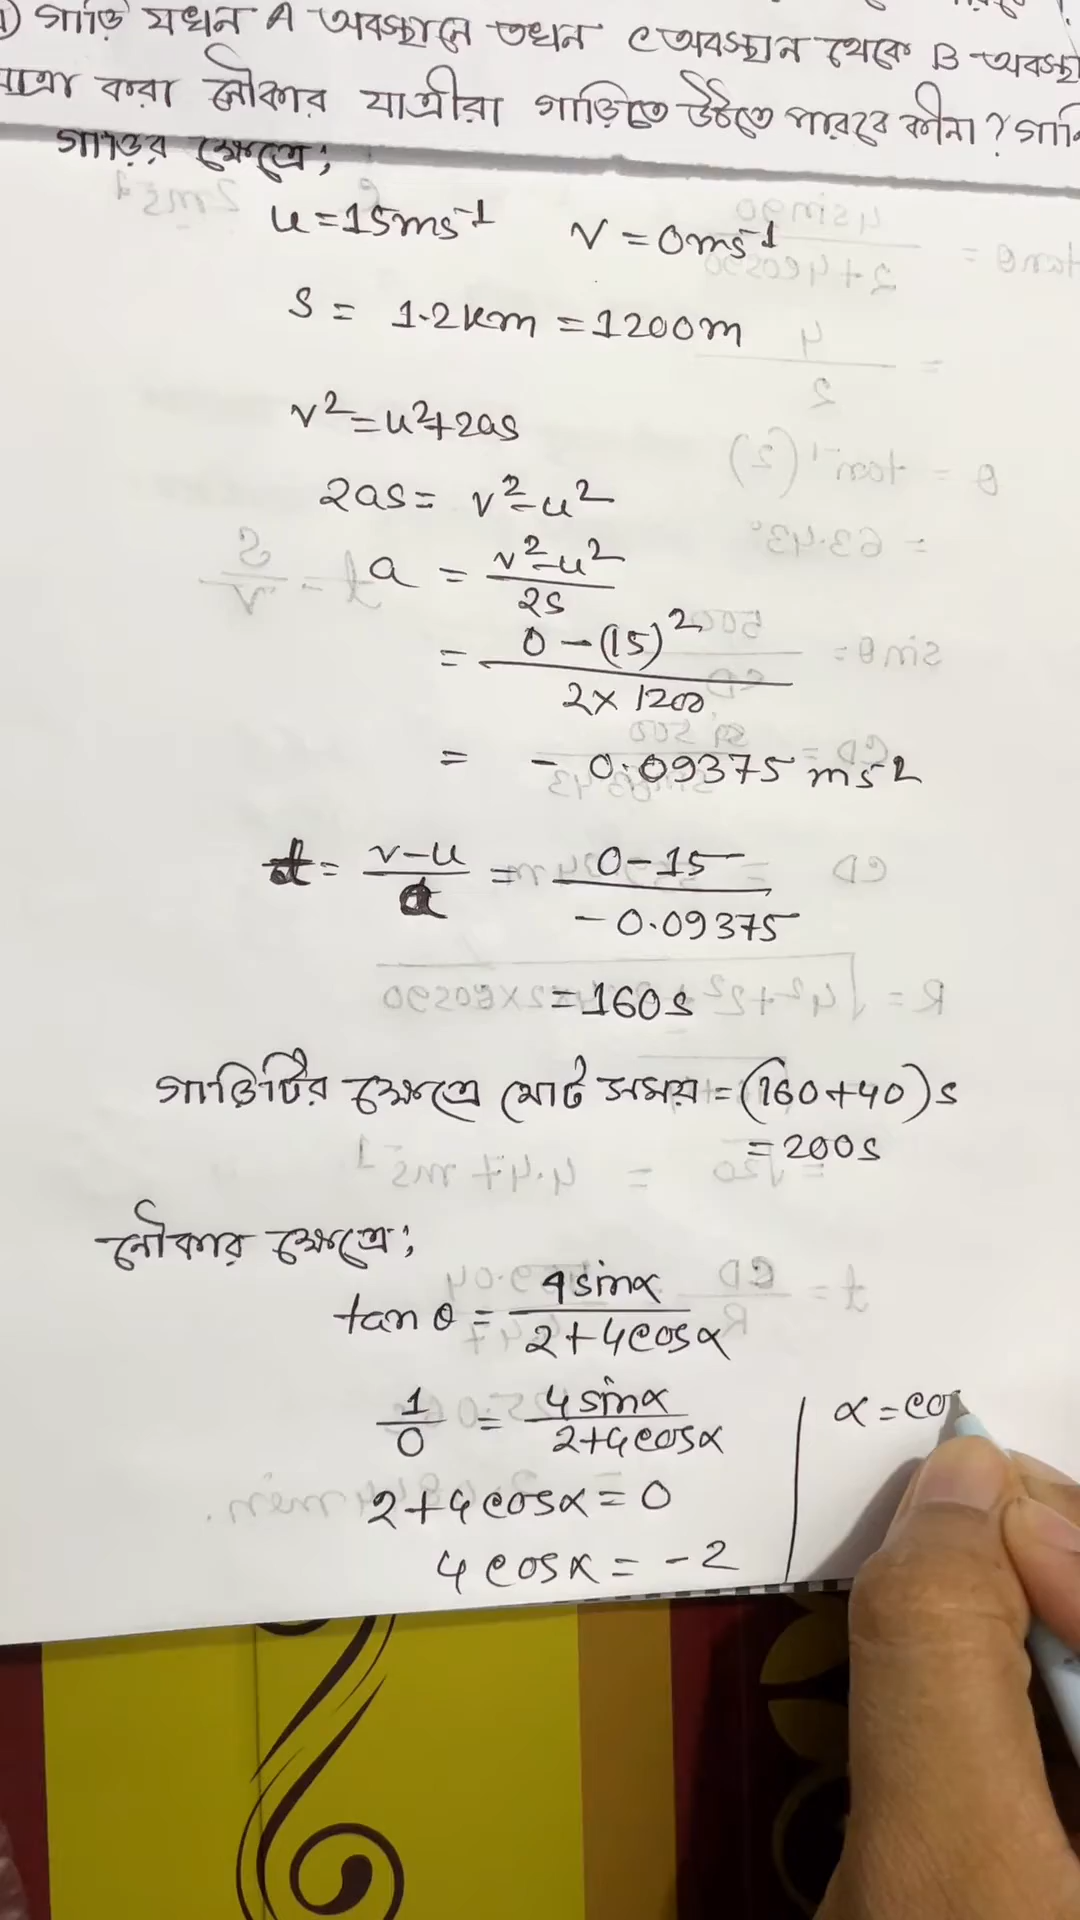 গাড়ি যখন A অবস্থানে তখন C অবস্থান থেকে B
করা নৌকার যাত্রীরা গাড়িতে উঠতে পারবে কীনা?
গাড়ির ক্ষেত্রে;
u = 15ms⁻¹ v = 0ms⁻¹
s = 1.2km = 1200m
v² = u²+2as
2as = v²-u²
a = (v²-u²)/2s
= (0-(15)²)/(2×1200)
= -0.09375 ms⁻²
t = (v-u)/a = (0-15)/(-0.09375)
= 160s
গাড়িটির ক্ষেত্রে মোট সময় = (160+40)s
= 200s
নৌকার ক্ষেত্রে;
tan θ = 4sinα/(2+4cosα)
1/0 = 4sinα/(2+4cosα)
2+4cosα = 0
4cosα = -2
α = co